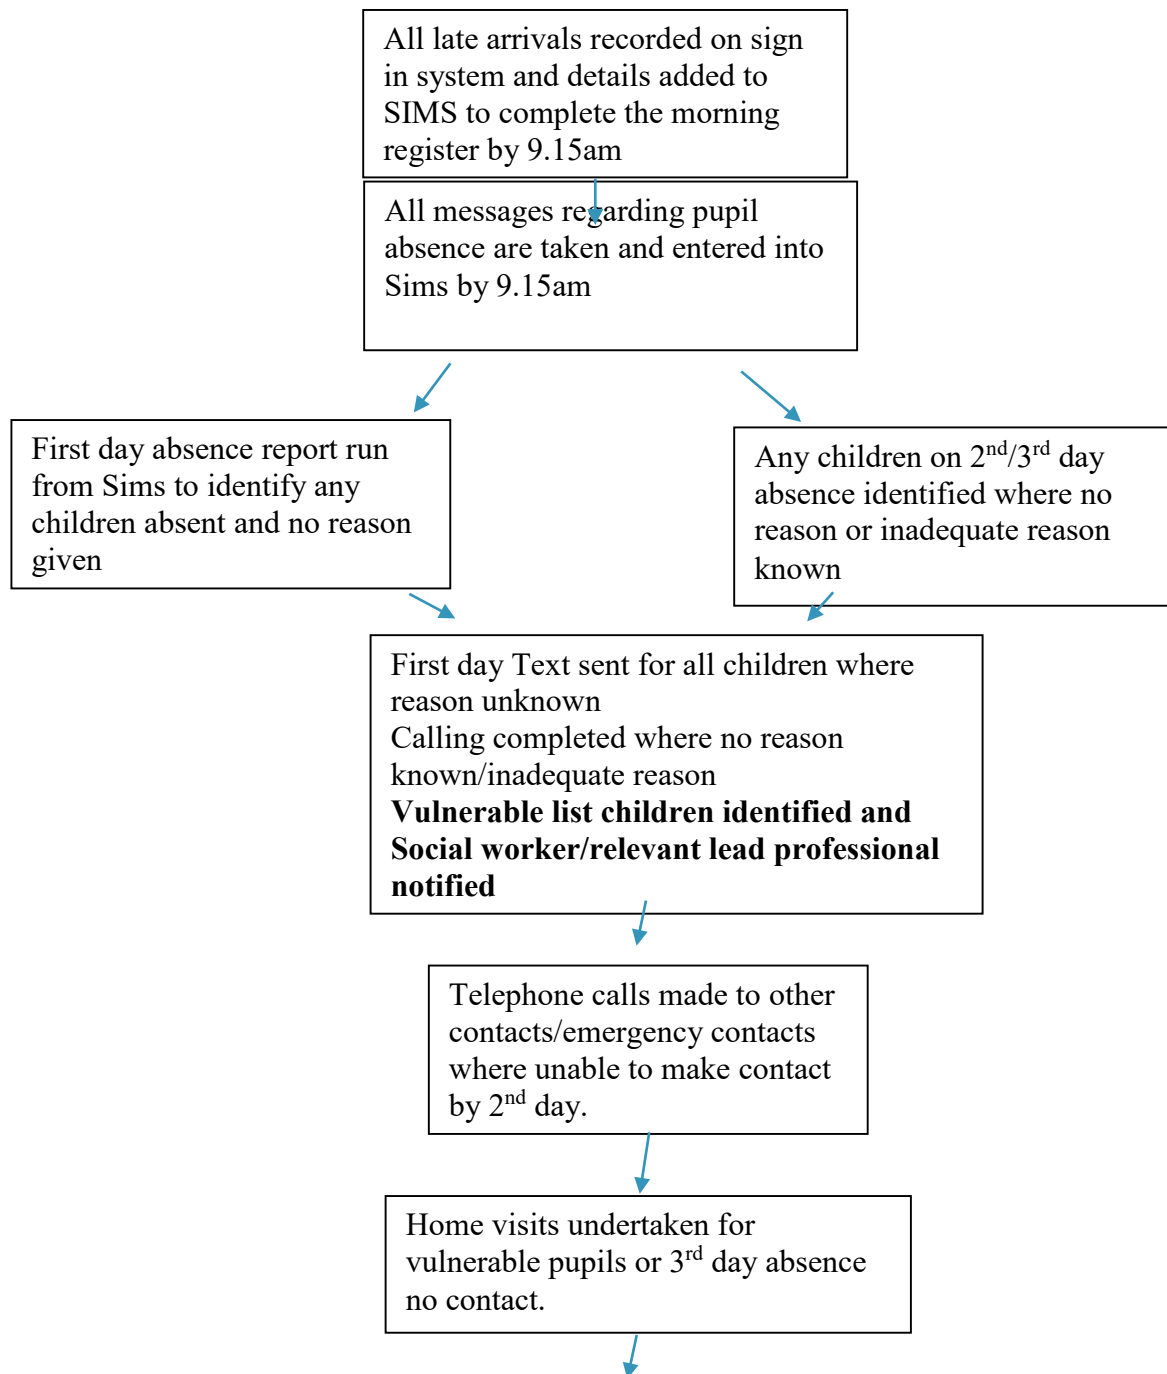 All late arrivals recorded on sign
in system and details added to
SIMS to complete the morning
register by 9.15am
All messages regarding pupil
absence are taken and entered into
Sims by 9.15am
First day absence report run
from Sims to identify any
children absent and no reason
given
Any children on 2nd/3rd day
absence identified where no
reason or inadequate reason
known
First day Text sent for all children where
reason unknown
Calling completed where no reason
known/inadequate reason
Vulnerable list children identified and
Social worker/relevant lead professional
notified
Telephone calls made to other
contacts/emergency contacts
where unable to make contact
by 2nd day.
Home visits undertaken for
vulnerable pupils or 3rd day absence
no contact.